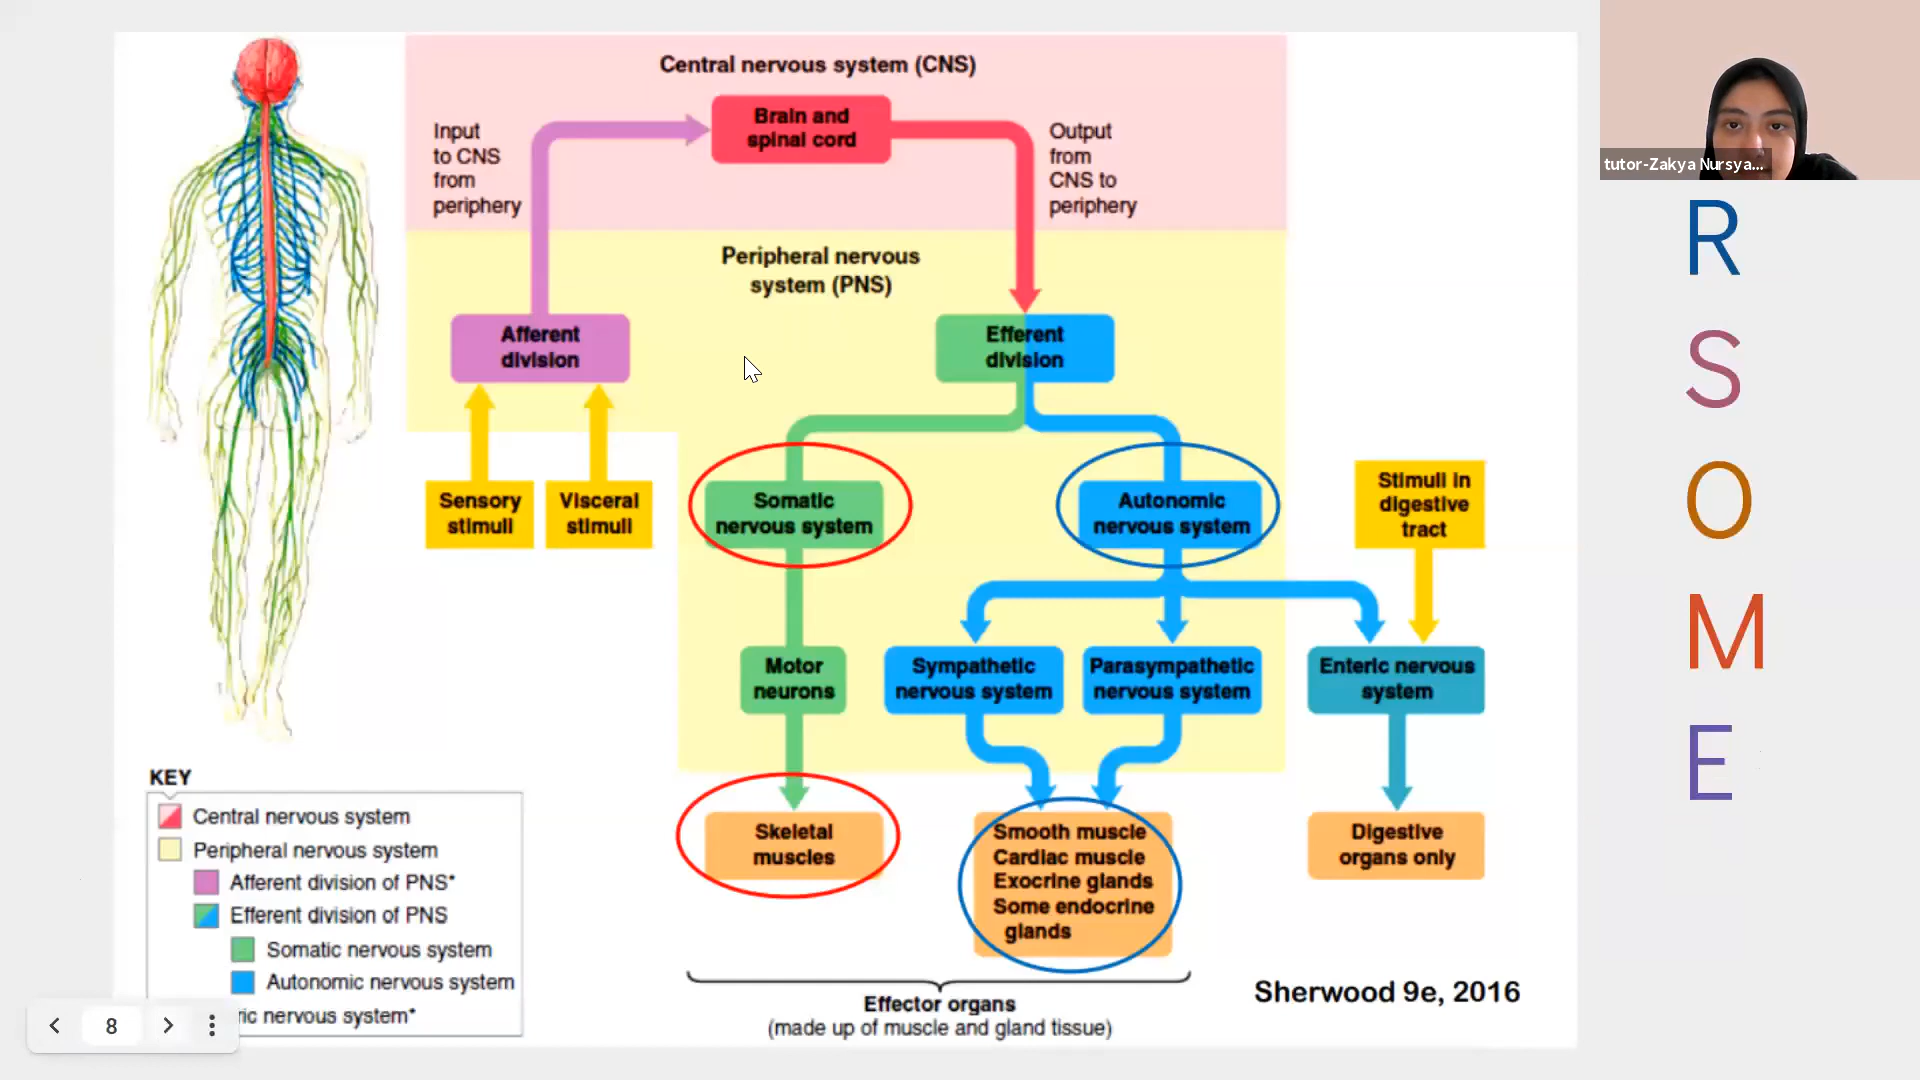 Central nervous system (CNS)
Input
to CNS
from
periphery
Brain and
spinal cord
Output
from
CNS to
periphery
Peripheral nervous
system (PNS)
Afferent
division
Efferent
division
Sensory
stimuli
Visceral
stimuli
Somatic
nervous system
Autonomic
nervous system
Stimuli in
digestive
tract
Motor
neurons
Sympathetic
nervous system
Parasympathetic
nervous system
Enteric nervous
system
Skeletal
muscles
Smooth muscle
Cardiac muscle
Exocrine glands
Some endocrine
glands
Digestive
organs only
Effector organs
(made up of muscle and gland tissue)
Sherwood 9e, 2016
KEY
Central nervous system
Peripheral nervous system
Afferent division of PNS*
Efferent division of PNS
Somatic nervous system
Autonomic nervous system
ric nervous system*
8
tutor-Zakya Nursya...
R
S
O
M
E